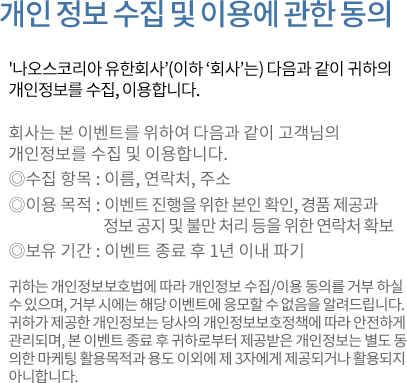 개인 정보 수집 및 이용에 관한 동의
'나오스코리아 유한회사’(이하 ‘회사’는) 다음과 같이 귀하의
개인정보를 수집, 이용합니다.
회사는 본 이벤트를 위하여 다음과 같이 고객님의
개인정보를 수집 및 이용합니다.
◎수집 항목 : 이름, 연락처, 주소
◎이용 목적 : 이벤트 진행을 위한 본인 확인, 경품 제공과
정보 공지 및 불만 처리 등을 위한 연락처 확보
◎보유 기간 : 이벤트 종료 후 1년 이내 파기
귀하는 개인정보보호법에 따라 개인정보 수집/이용 동의를 거부 하실
수 있으며, 거부 시에는 해당 이벤트에 응모할 수 없음을 알려드립니다.
귀하가 제공한 개인정보는 당사의 개인정보보호정책에 따라 안전하게
관리되며, 본 이벤트 종료 후 귀하로부터 제공받은 개인정보는 별도 동
의한 마케팅 활용목적과 용도 이외에 제 3자에게 제공되거나 활용되지
아니합니다.